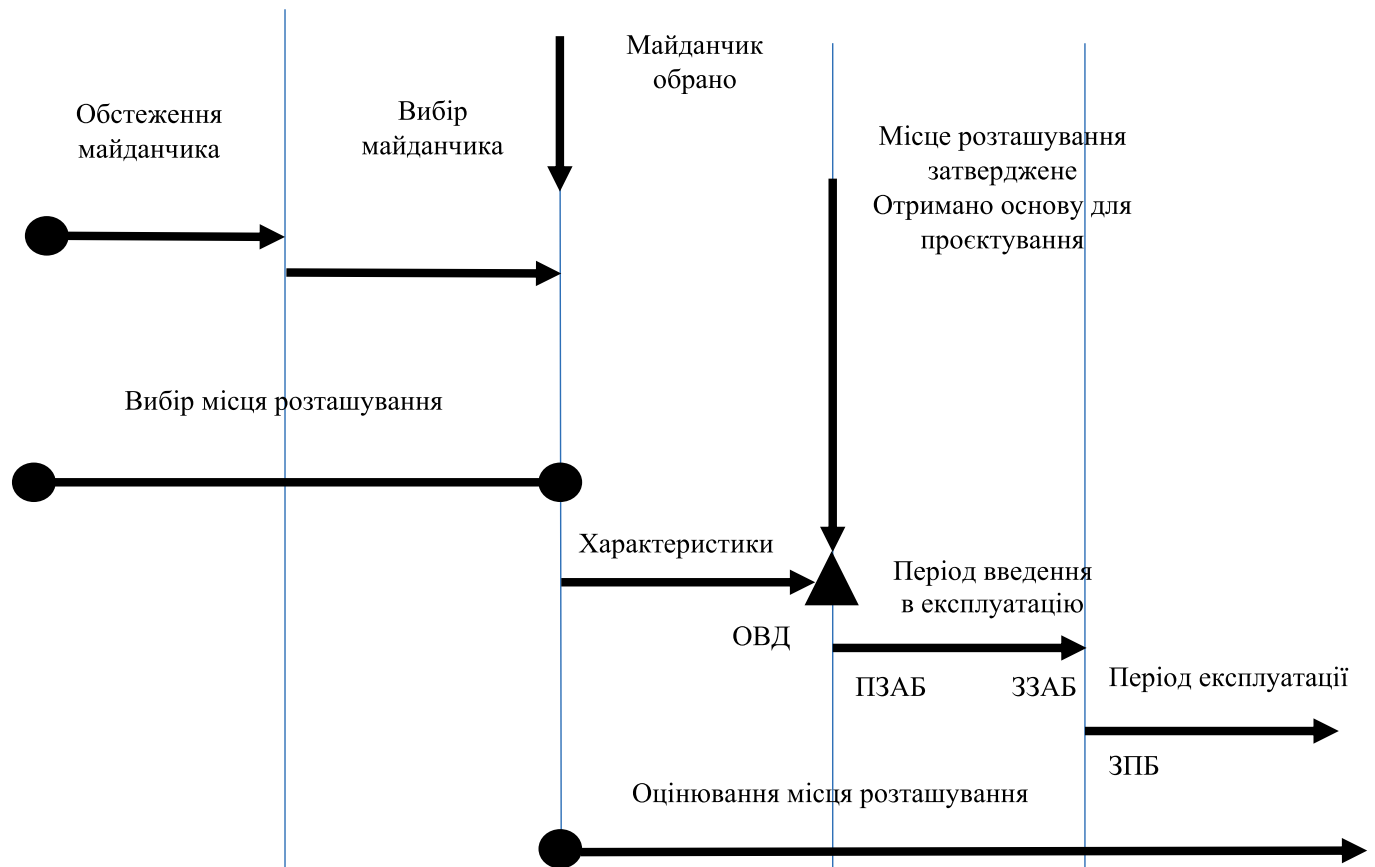 Майданчик
обрано
Обстеження
майданчика
Вибір
майданчика
Місце розташування
затверджене
Отримано основу для
проєктування
Вибір місця розташування
Характеристики
Період введення
в експлуатацію
ОВД
ПЗАБ
ЗЗАБ
Період експлуатації
ЗПБ
Оцінювання місця розташування